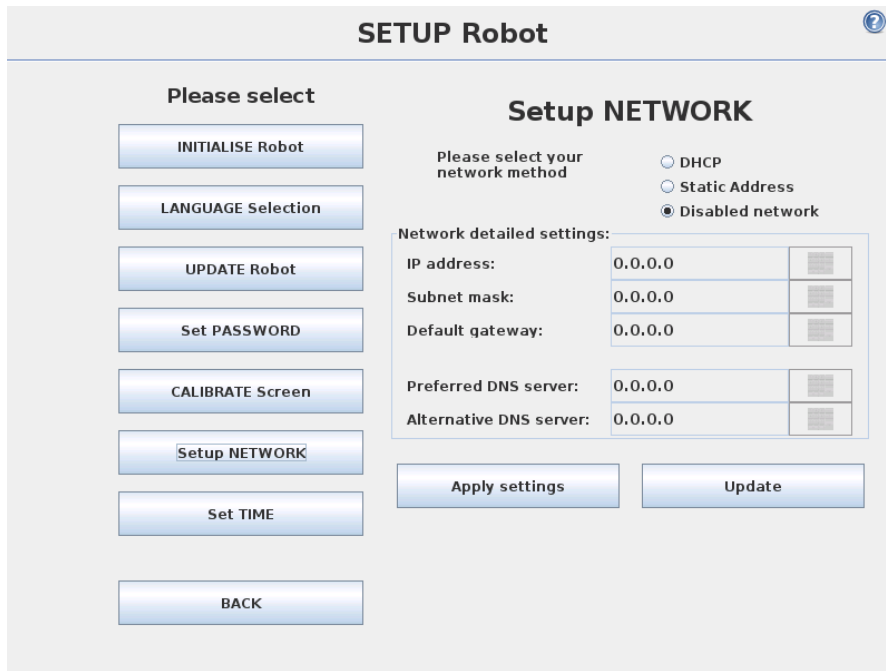 SETUP Robot
?
Please select
INITIALISE Robot
LANGUAGE Selection
UPDATE Robot
Set PASSWORD
CALIBRATE Screen
Setup NETWORK
Set TIME
BACK
Setup NETWORK
Please select your
network method
DHCP
Static Address
Disabled network
Network detailed settings:
IP address: 0.0.0.0
Subnet mask: 0.0.0.0
Default gateway: 0.0.0.0
Preferred DNS server: 0.0.0.0
Alternative DNS server: 0.0.0.0
Apply settings
Update